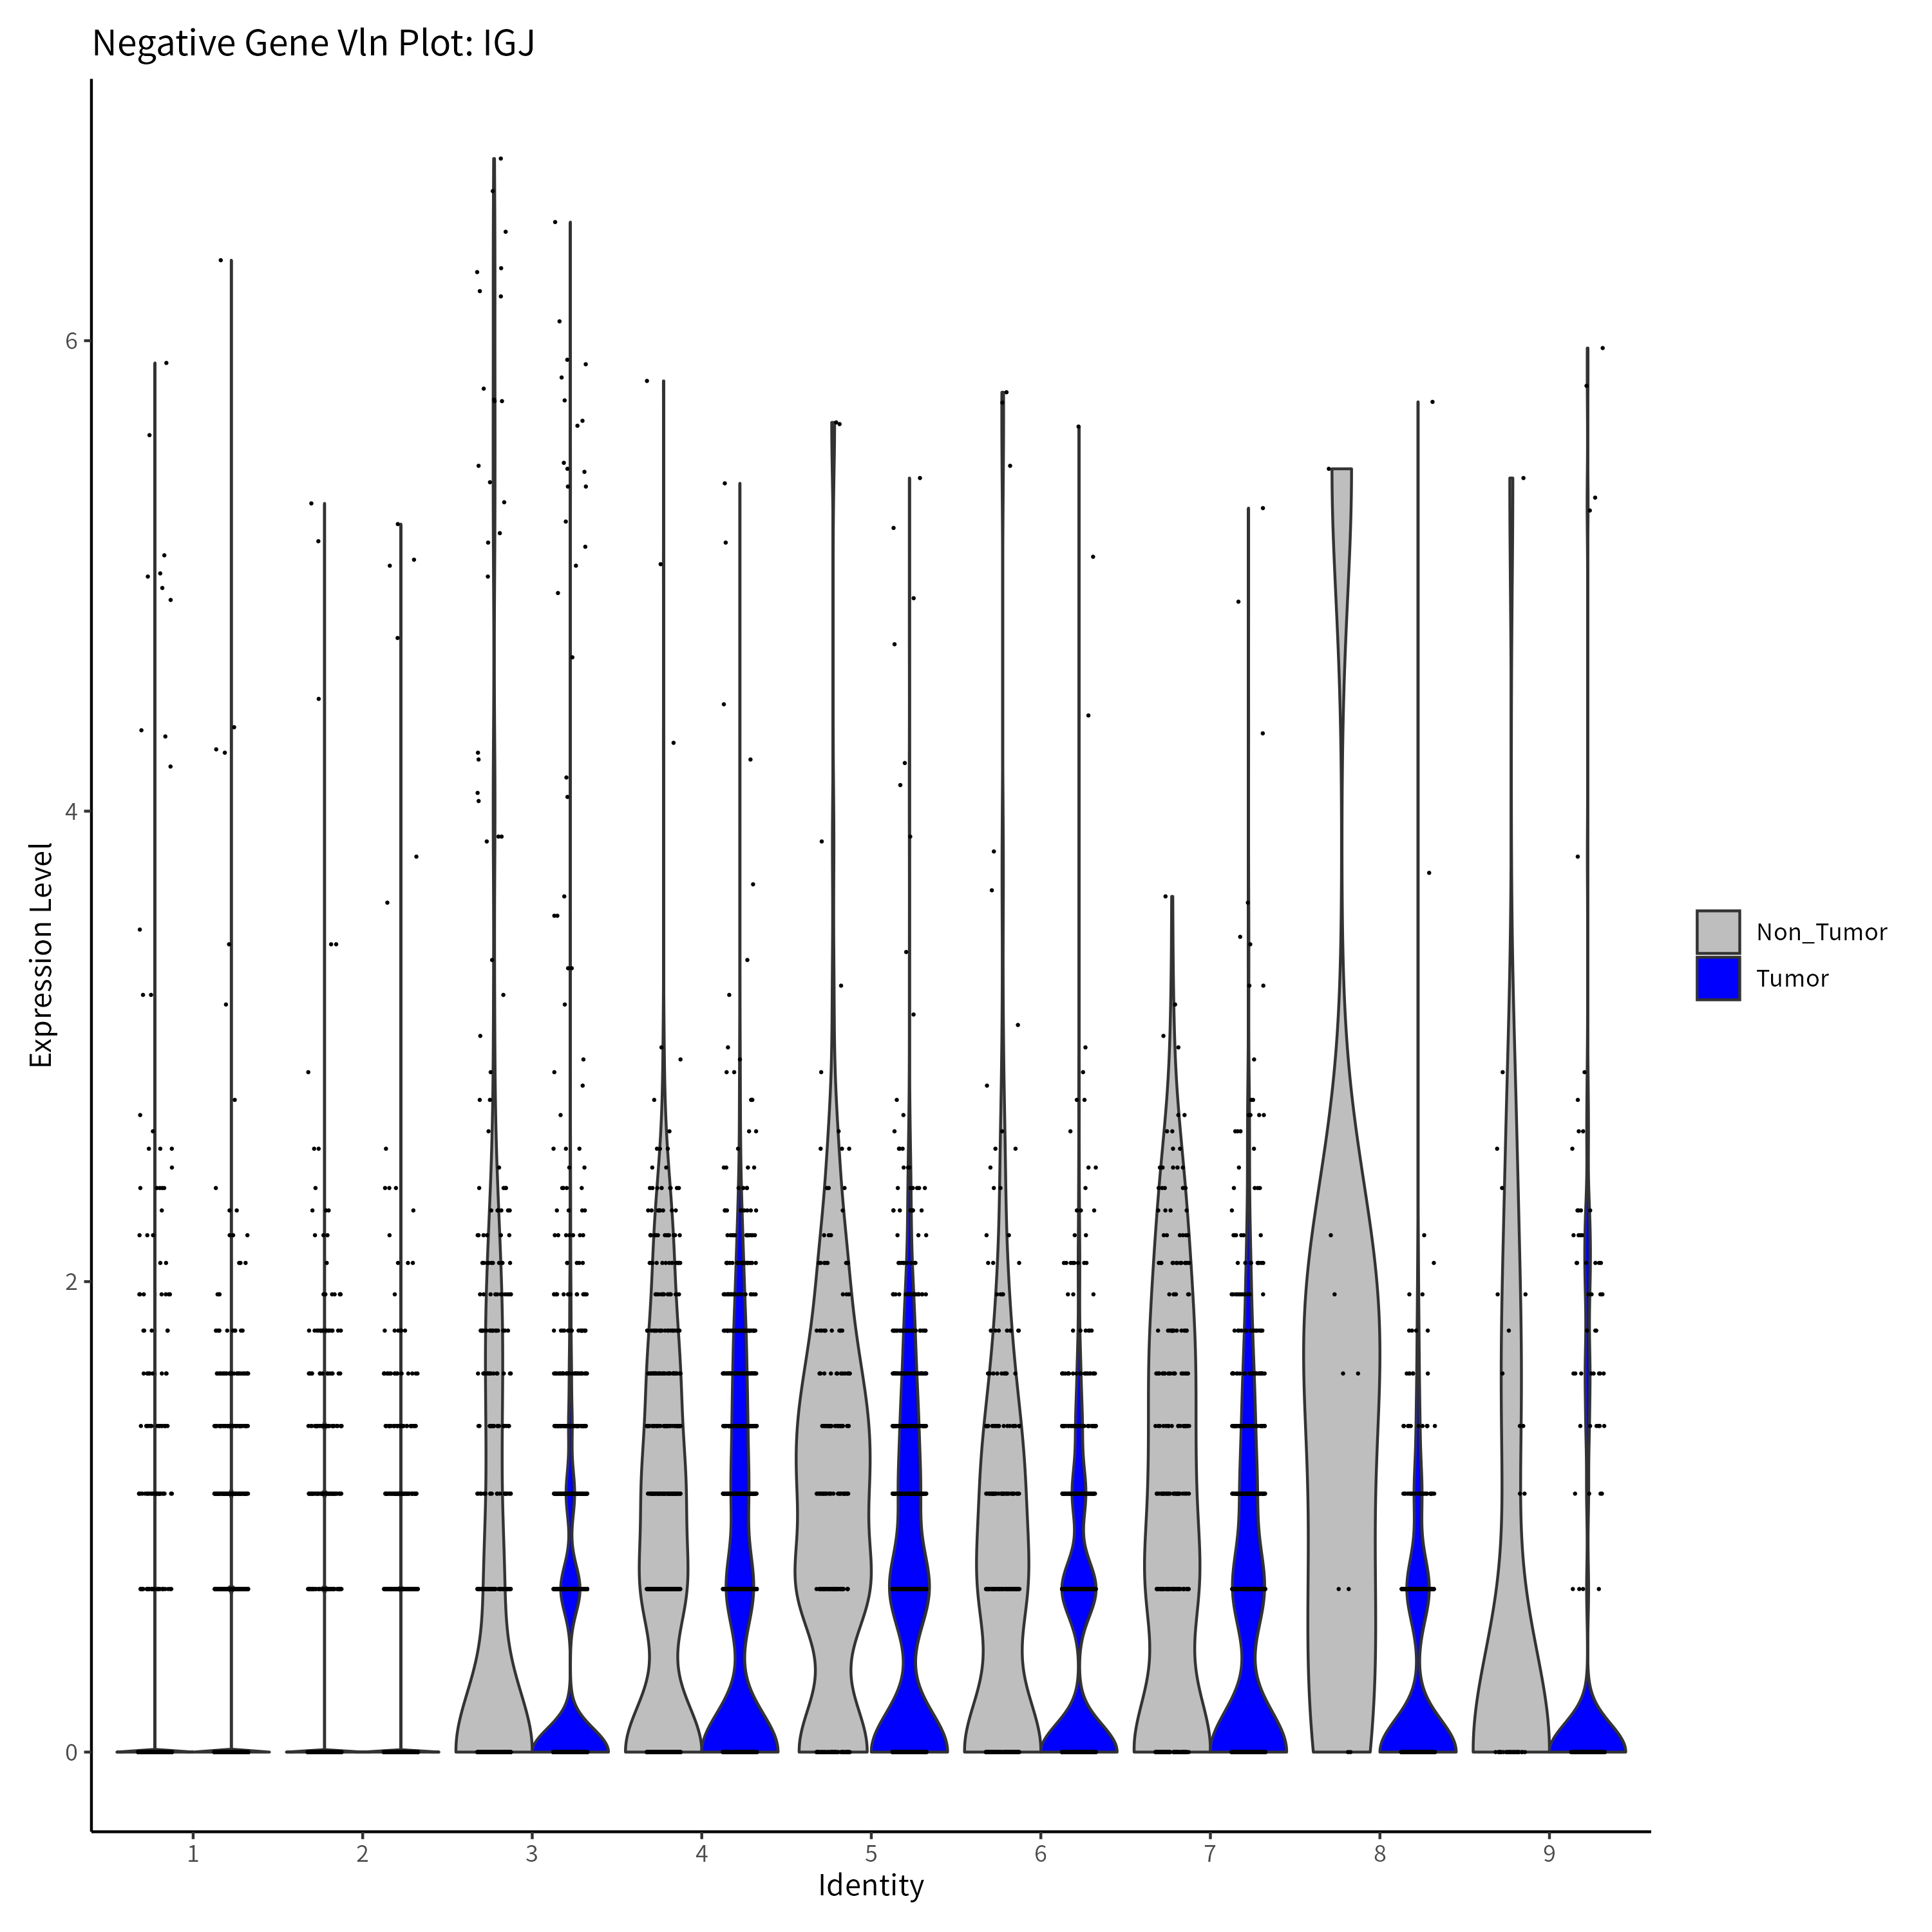 Negative Gene Vln Plot: IGJ
Expression Level
6
4
2
0
1 2 3 4 5 6 7 8 9
Identity
Non_Tumor
Tumor